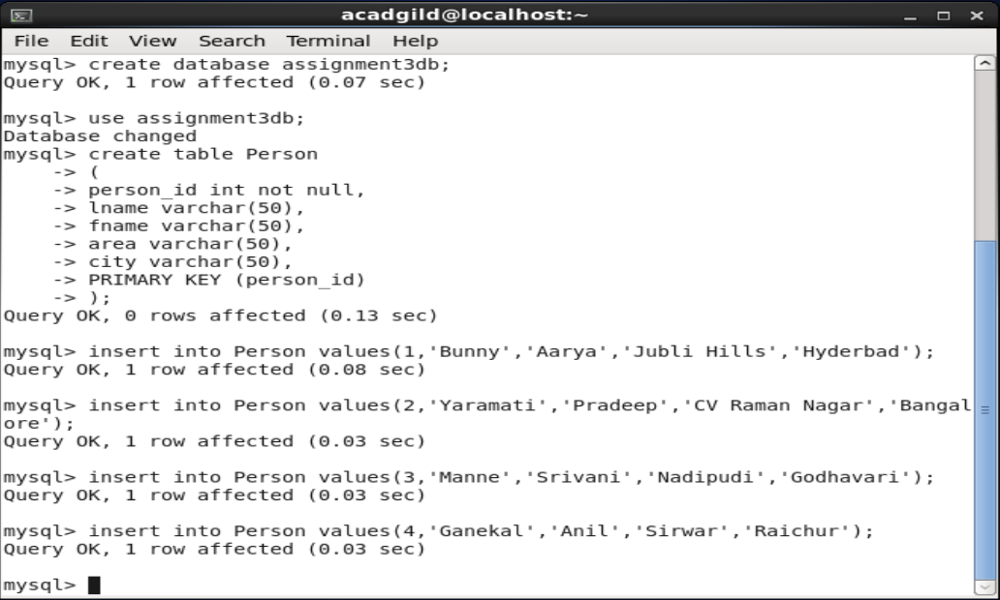 acadgild@localhost:~
File Edit View Search Terminal Help
mysql> create database assignment3db;
Query OK, 1 row affected (0.07 sec)
mysql> use assignment3db;
Database changed
mysql> create table Person
-> (
-> person_id int not null,
-> lname varchar(50),
-> fname varchar(50),
-> area varchar(50),
-> city varchar(50),
-> PRIMARY KEY (person_id)
-> );
Query OK, 0 rows affected (0.13 sec)
mysql> insert into Person values(1,'Bunny','Aarya','Jubli Hills','Hyderbad');
Query OK, 1 row affected (0.08 sec)
mysql> insert into Person values(2,'Yaramati','Pradeep','CV Raman Nagar','Bangal
ore');
Query OK, 1 row affected (0.03 sec)
mysql> insert into Person values(3,'Manne','Srivani','Nadipudi','Godhavari');
Query OK, 1 row affected (0.03 sec)
mysql> insert into Person values(4,'Ganekal','Anil','Sirwar','Raichur');
Query OK, 1 row affected (0.03 sec)
mysql>